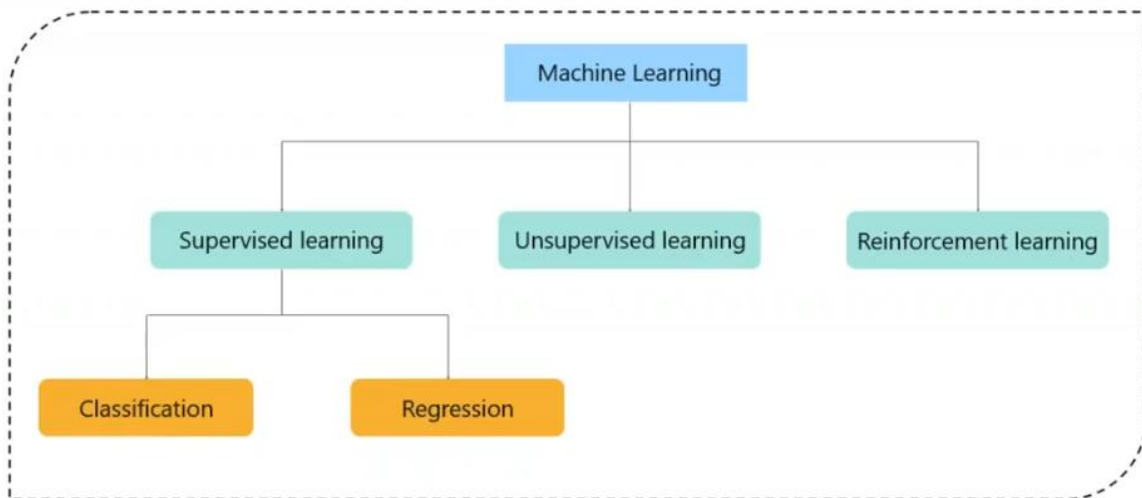 Machine Learning
Supervised learning
Unsupervised learning
Reinforcement learning
Classification
Regression